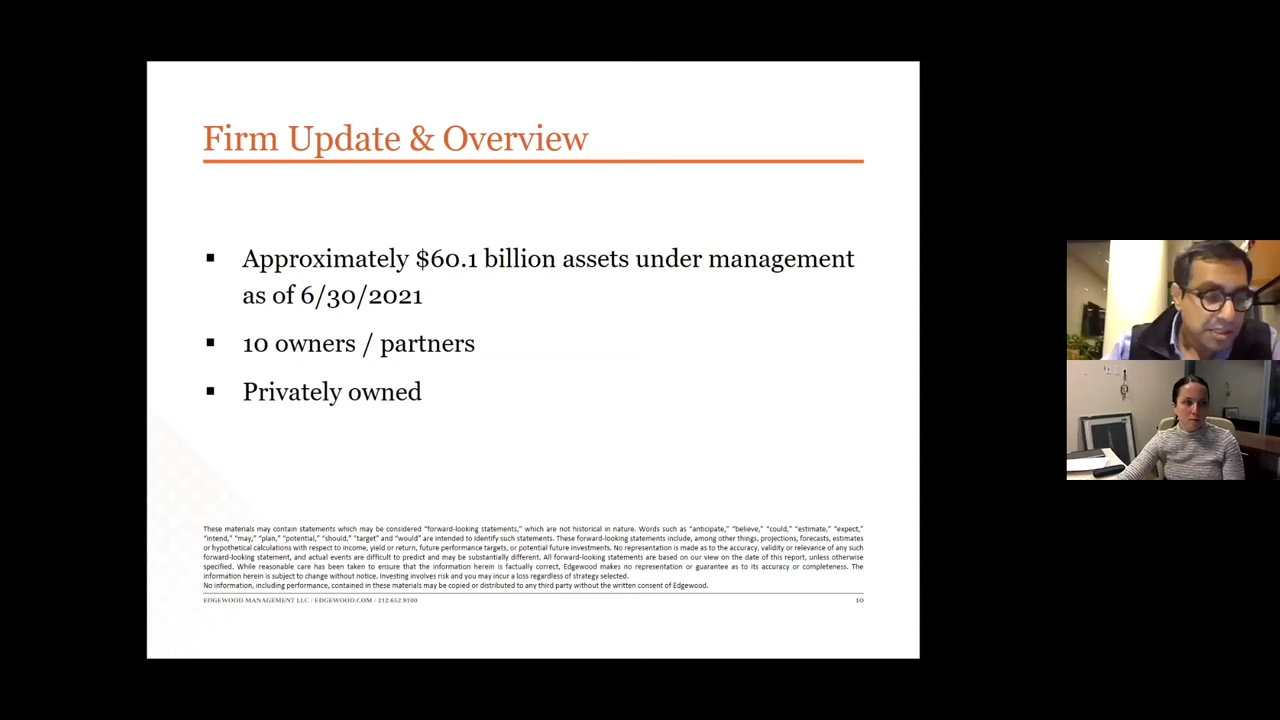 Firm Update & Overview
▪ Approximately $60.1 billion assets under management
as of 6/30/2021
▪ 10 owners / partners
▪ Privately owned
These materials may contain statements which may be considered “forward-looking statements,” which are not historical in nature. Words such as “anticipate,” “believe,” “could,” “estimate,” “expect,”
“intend,” “may,” “plan,” “potential,” “should,” “target” and “would” are intended to identify such statements. These forward-looking statements include, among other things, projections, forecasts, estimates
or hypothetical calculations with respect to income, yield or return, future performance targets, or potential future investments. No representation is made as to the accuracy, validity or relevance of any such
forward-looking statement, and actual events are difficult to predict and may be substantially different. All forward-looking statements are based on our view on the date of this report, unless otherwise
specified. While reasonable care has been taken to ensure that the information herein is factually correct, Edgewood makes no representation or guarantee as to its accuracy or completeness. The
information herein is subject to change without notice. Investing involves risk and you may incur a loss regardless of strategy selected.
No information, including performance, contained in these materials may be copied or distributed to any third party without the written consent of Edgewood.
EDGEWOOD MANAGEMENT LLC / EDGEWOOD.COM / 212.652.9100 10